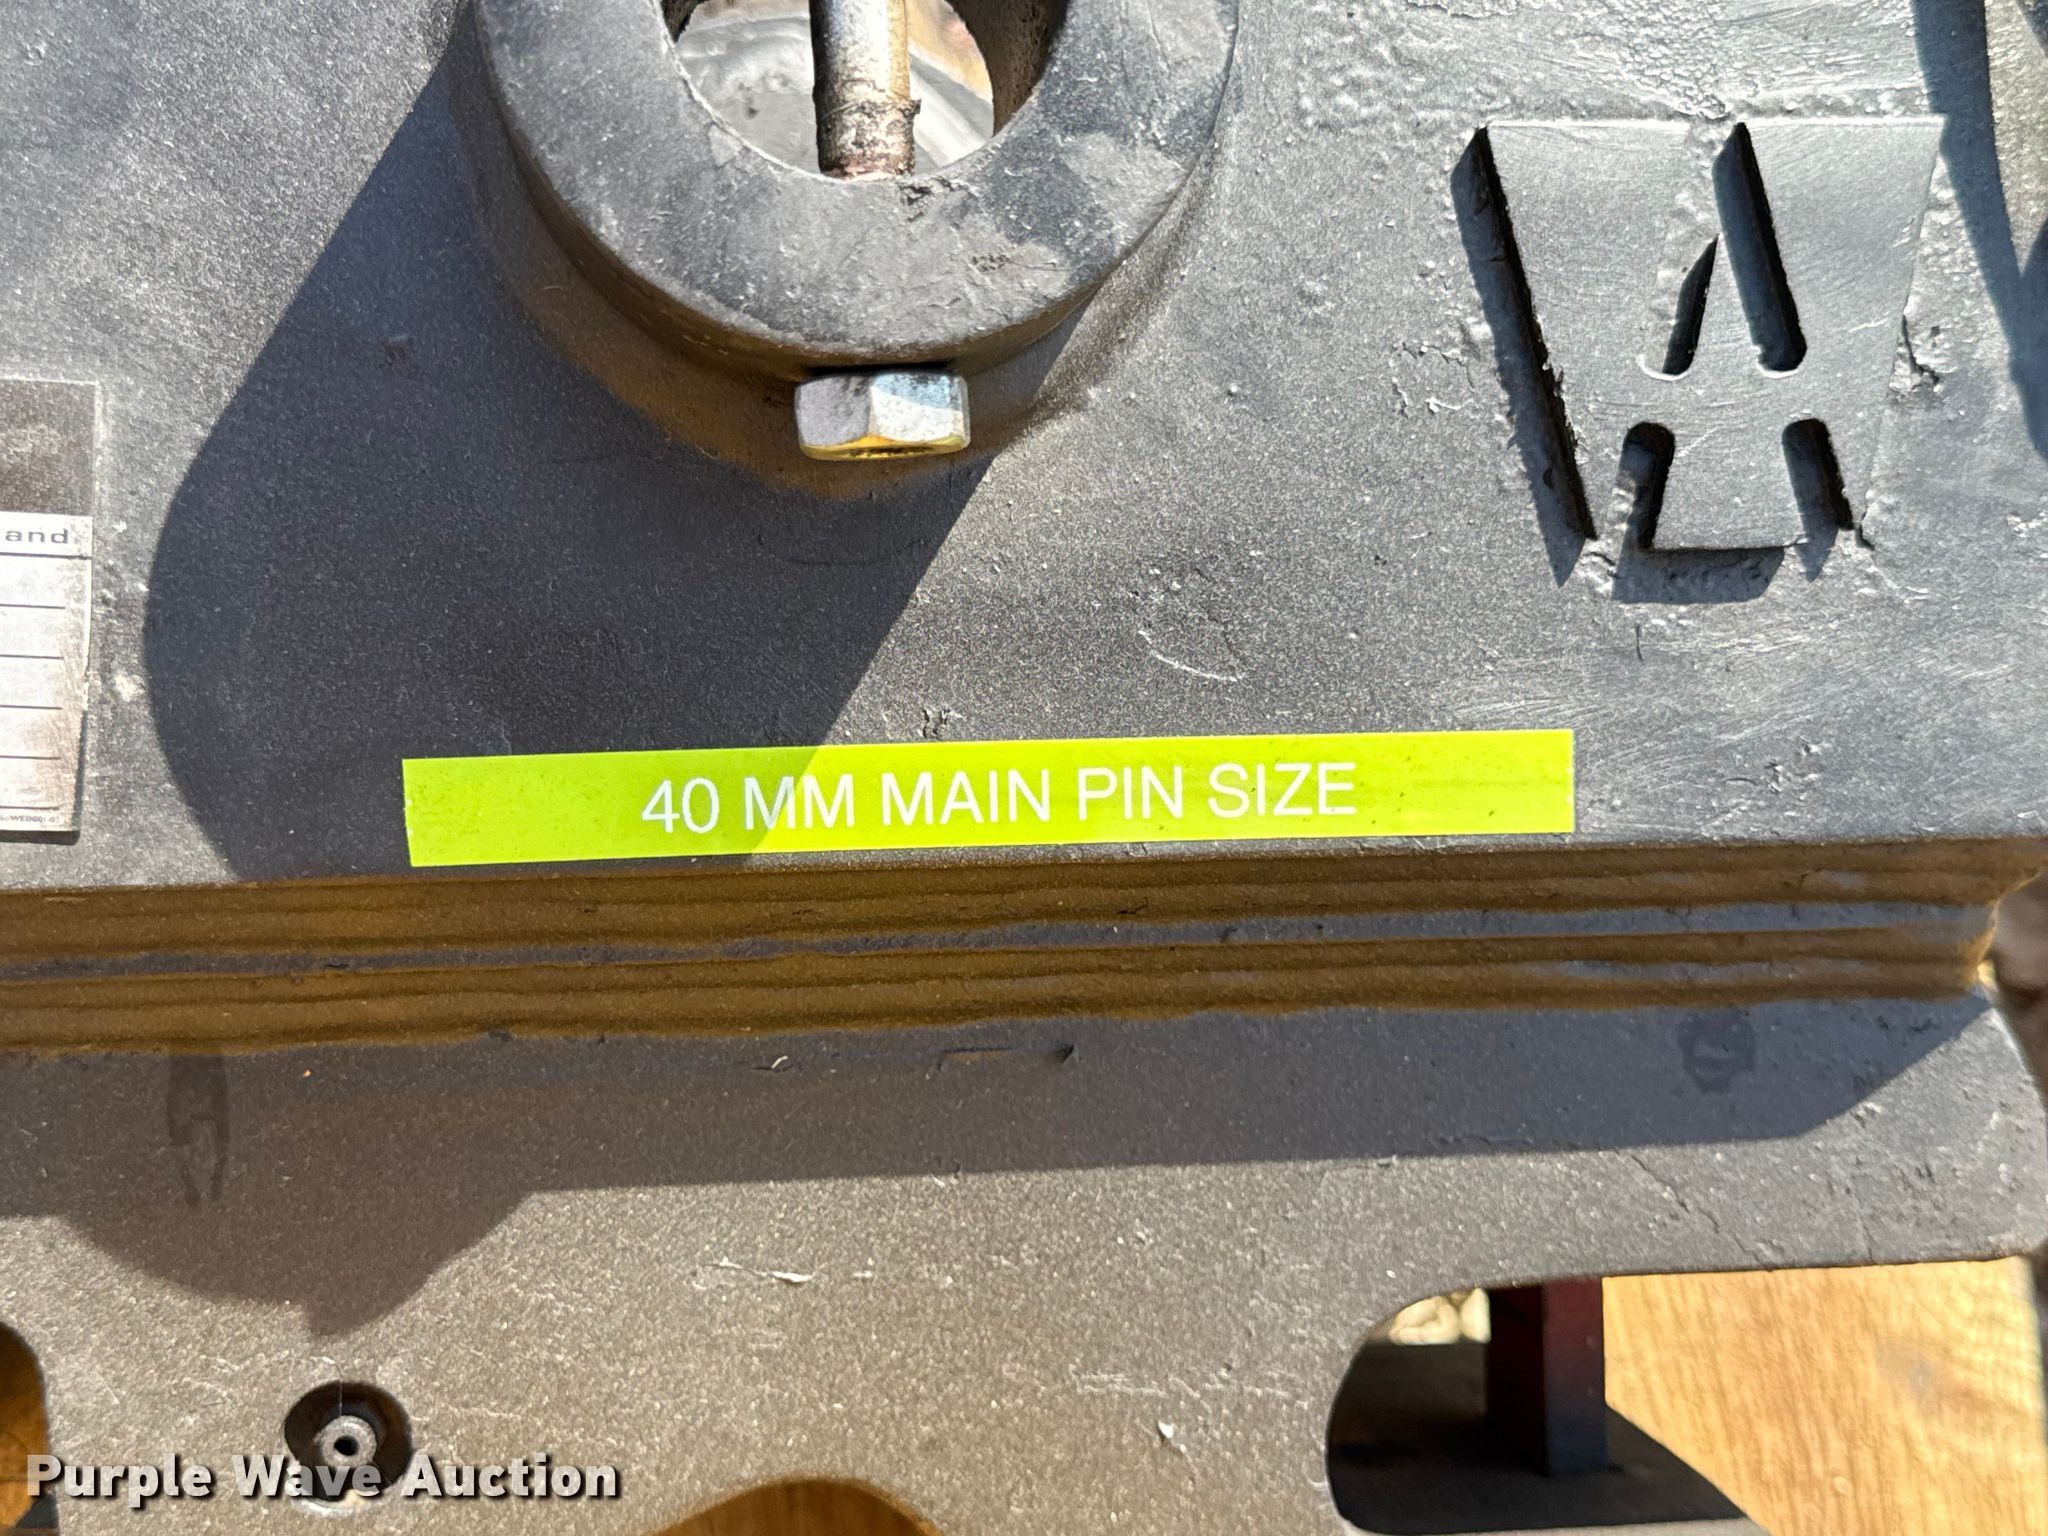 and
40 MM MAIN PIN SIZE
Purple Wave Auction